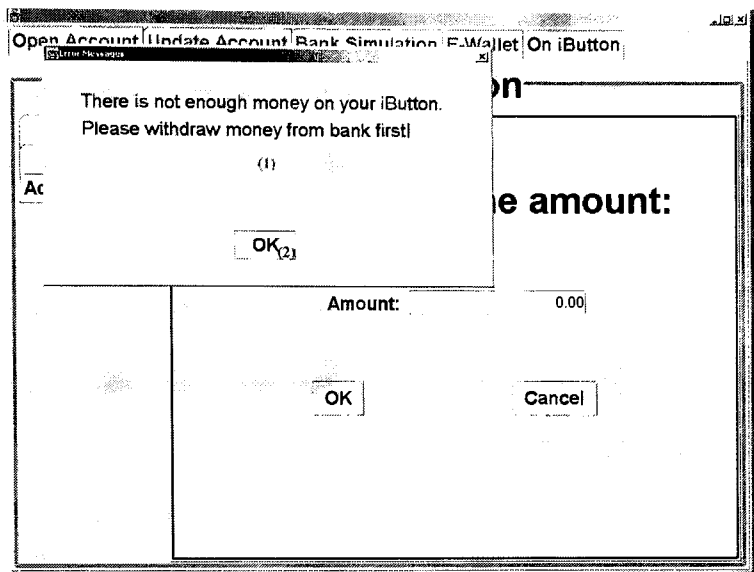 Open Account Update Account Bank Simulation E-Wallet On iButton
Error Messages
on
There is not enough money on your iButton.
Please withdraw money from bank first!
(1)
Ac
e amount:
OK(2)
Amount: 0.00
OK Cancel